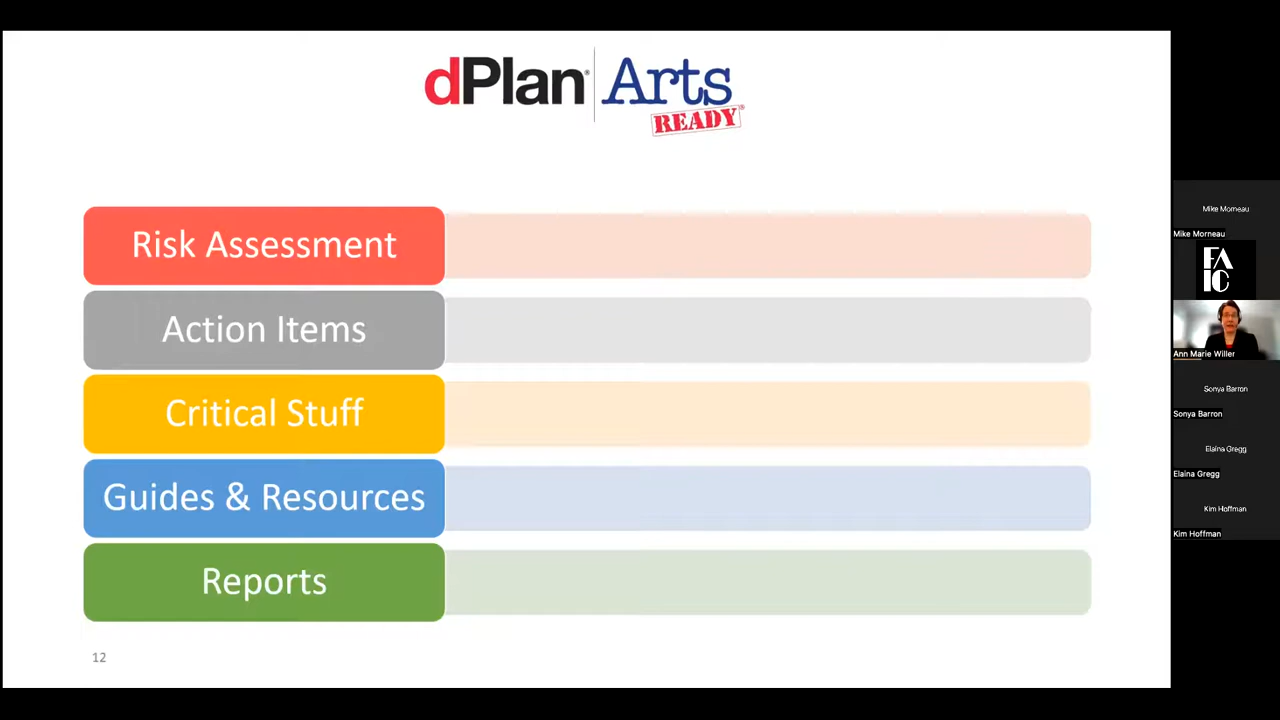 dPlan® Arts
READY®
Risk Assessment
Action Items
Critical Stuff
Guides & Resources
Reports
12
Mike Morneau
Mike Morneau
FA
IC
Ann Marie Willer
Sonya Barron
Sonya Barron
Elaina Gregg
Elaina Gregg
Kim Hoffman
Kim Hoffman